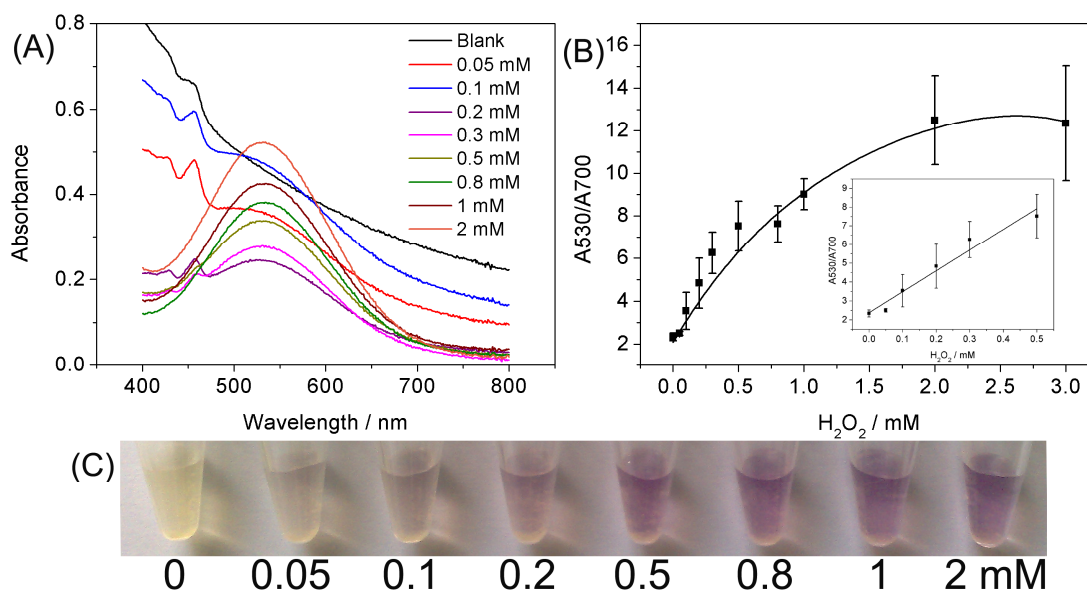 (A)
0.8
0.6
0.4
0.2
0.0
Absorbance
400 500 600 700 800
Wavelength / nm
Blank
0.05 mM
0.1 mM
0.2 mM
0.3 mM
0.5 mM
0.8 mM
1 mM
2 mM
(B)
16
14
12
10
8
6
4
2
A530/A700
0.0 0.5 1.0 2.0 3.0
H₂O₂ / mM
9
8
7
6
5
4
3
2
A530/A700
0.0 0.1 0.2 0.3 0.4 0.5
H₂O₂ / mM
(C)
0 0.05 0.1 0.2 0.5 0.8 1 2 mM